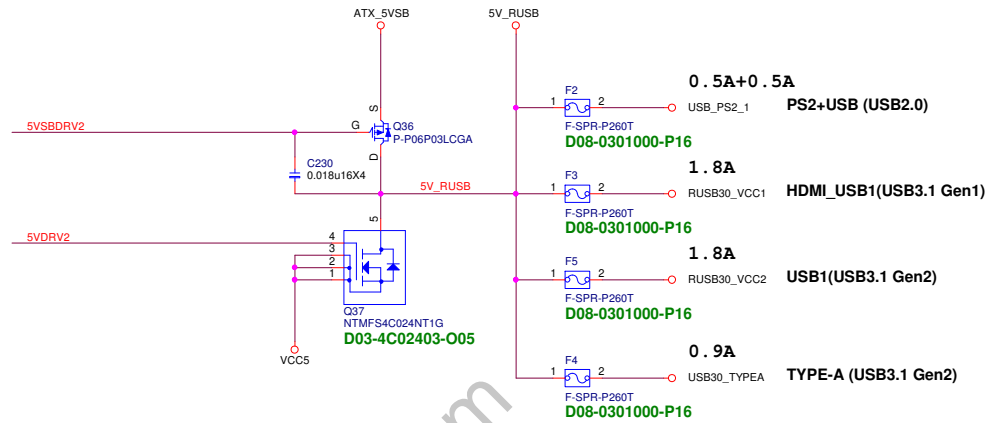 ATX_5VSB
5V_RUSB
0.5A+0.5A
F2
1 2
USB_PS2_1
PS2+USB (USB2.0)
F-SPR-P260T
D08-0301000-P16
5VSBDRV2
S
G
Q36
P-P06P03LCGA
D
C230
0.018u16X4
5V_RUSB
1.8A
F3
1 2
RUSB30_VCC1
HDMI_USB1(USB3.1 Gen1)
F-SPR-P260T
D08-0301000-P16
5VDRV2
5
4
3
2
1
Q37
NTMFS4C024NT1G
D03-4C02403-O05
VCC5
1.8A
F5
1 2
RUSB30_VCC2
USB1(USB3.1 Gen2)
F-SPR-P260T
D08-0301000-P16
0.9A
F4
1 2
USB30_TYPEA
TYPE-A (USB3.1 Gen2)
F-SPR-P260T
D08-0301000-P16
m